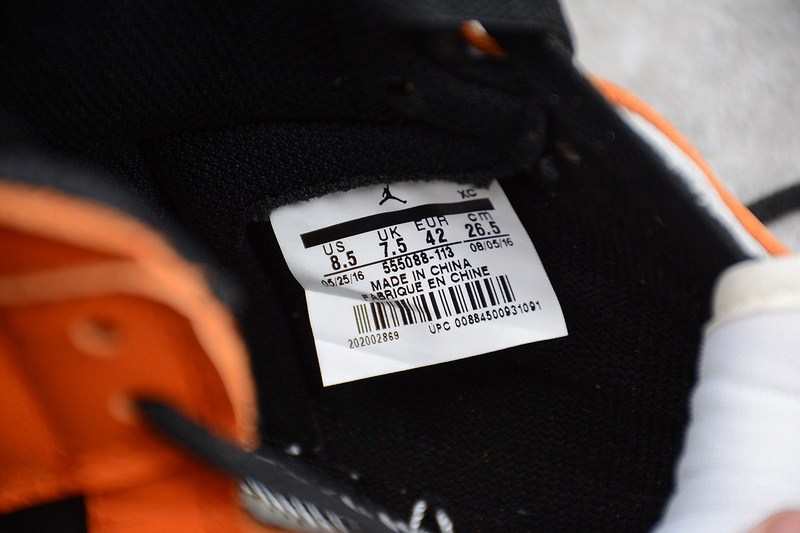 XC
US UK EUR cm
8.5 7.5 42 26.5
05/25/16 555088-113 08/05/16
MADE IN CHINA
FABRIQUE EN CHINE
202002869 UPC 00884500931091